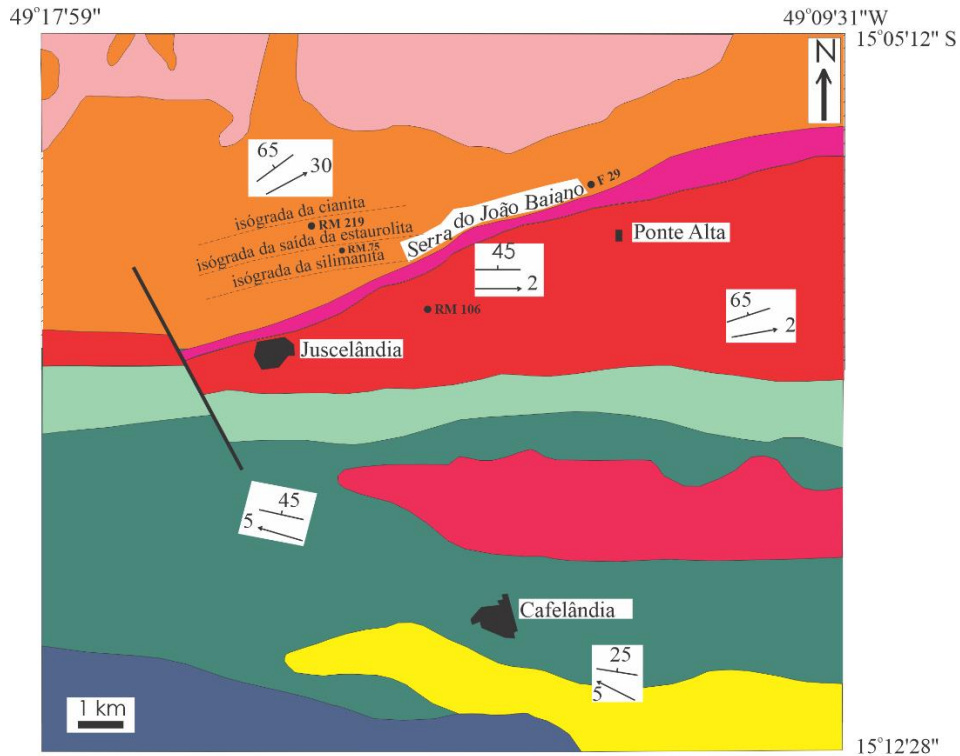 49°17'59"
49°09'31"W
15°05'12" S
N
65
30
isógrada da cianita
RM 219
F 29
isógrada da saída da estaurolita
RM 75
Serra do João Baiano
isógrada da silimanita
Ponte Alta
45
2
RM 106
65
2
Juscelândia
45
5
Cafelândia
25
5
1 km
15°12'28"